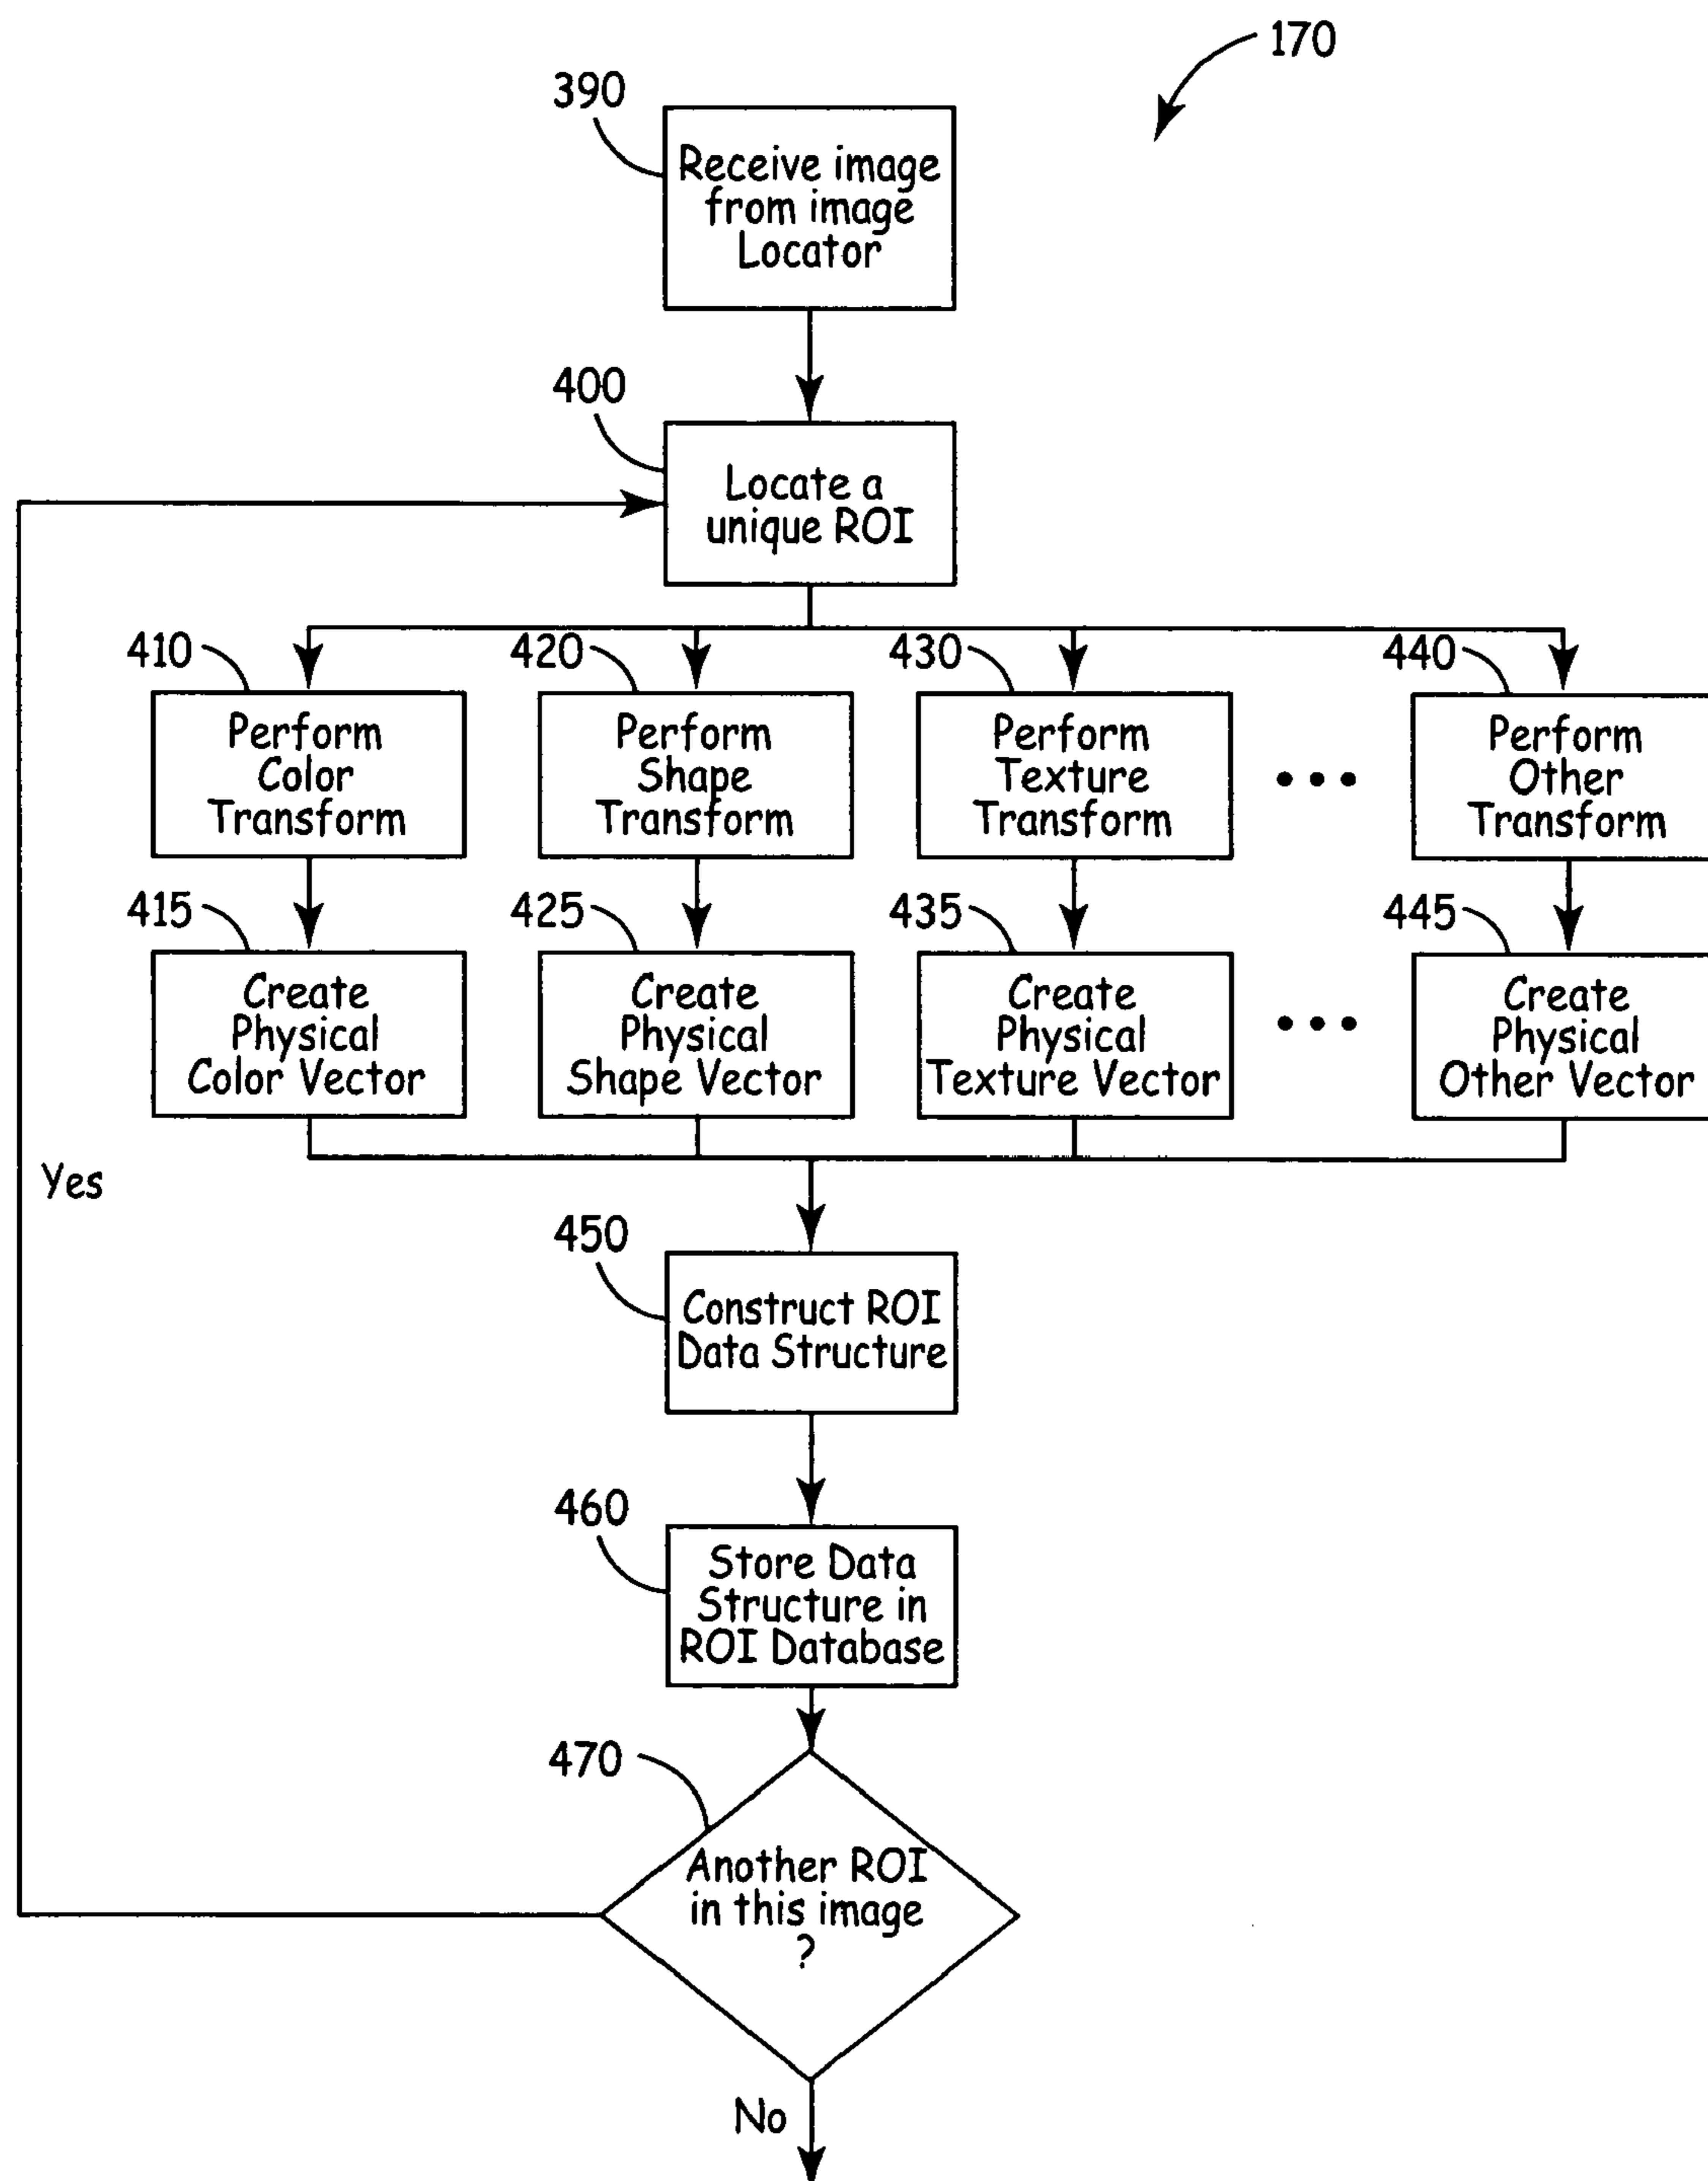 170
390
Receive image
from image
Locator
400
Locate a
unique ROI
410
420
430
440
Perform
Color
Transform
Perform
Shape
Transform
Perform
Texture
Transform
Perform
Other
Transform
415
425
435
445
Create
Physical
Color Vector
Create
Physical
Shape Vector
Create
Physical
Texture Vector
Create
Physical
Other Vector
Yes
450
Construct ROI
Data Structure
460
Store Data
Structure in
ROI Database
470
Another ROI
in this image
?
No